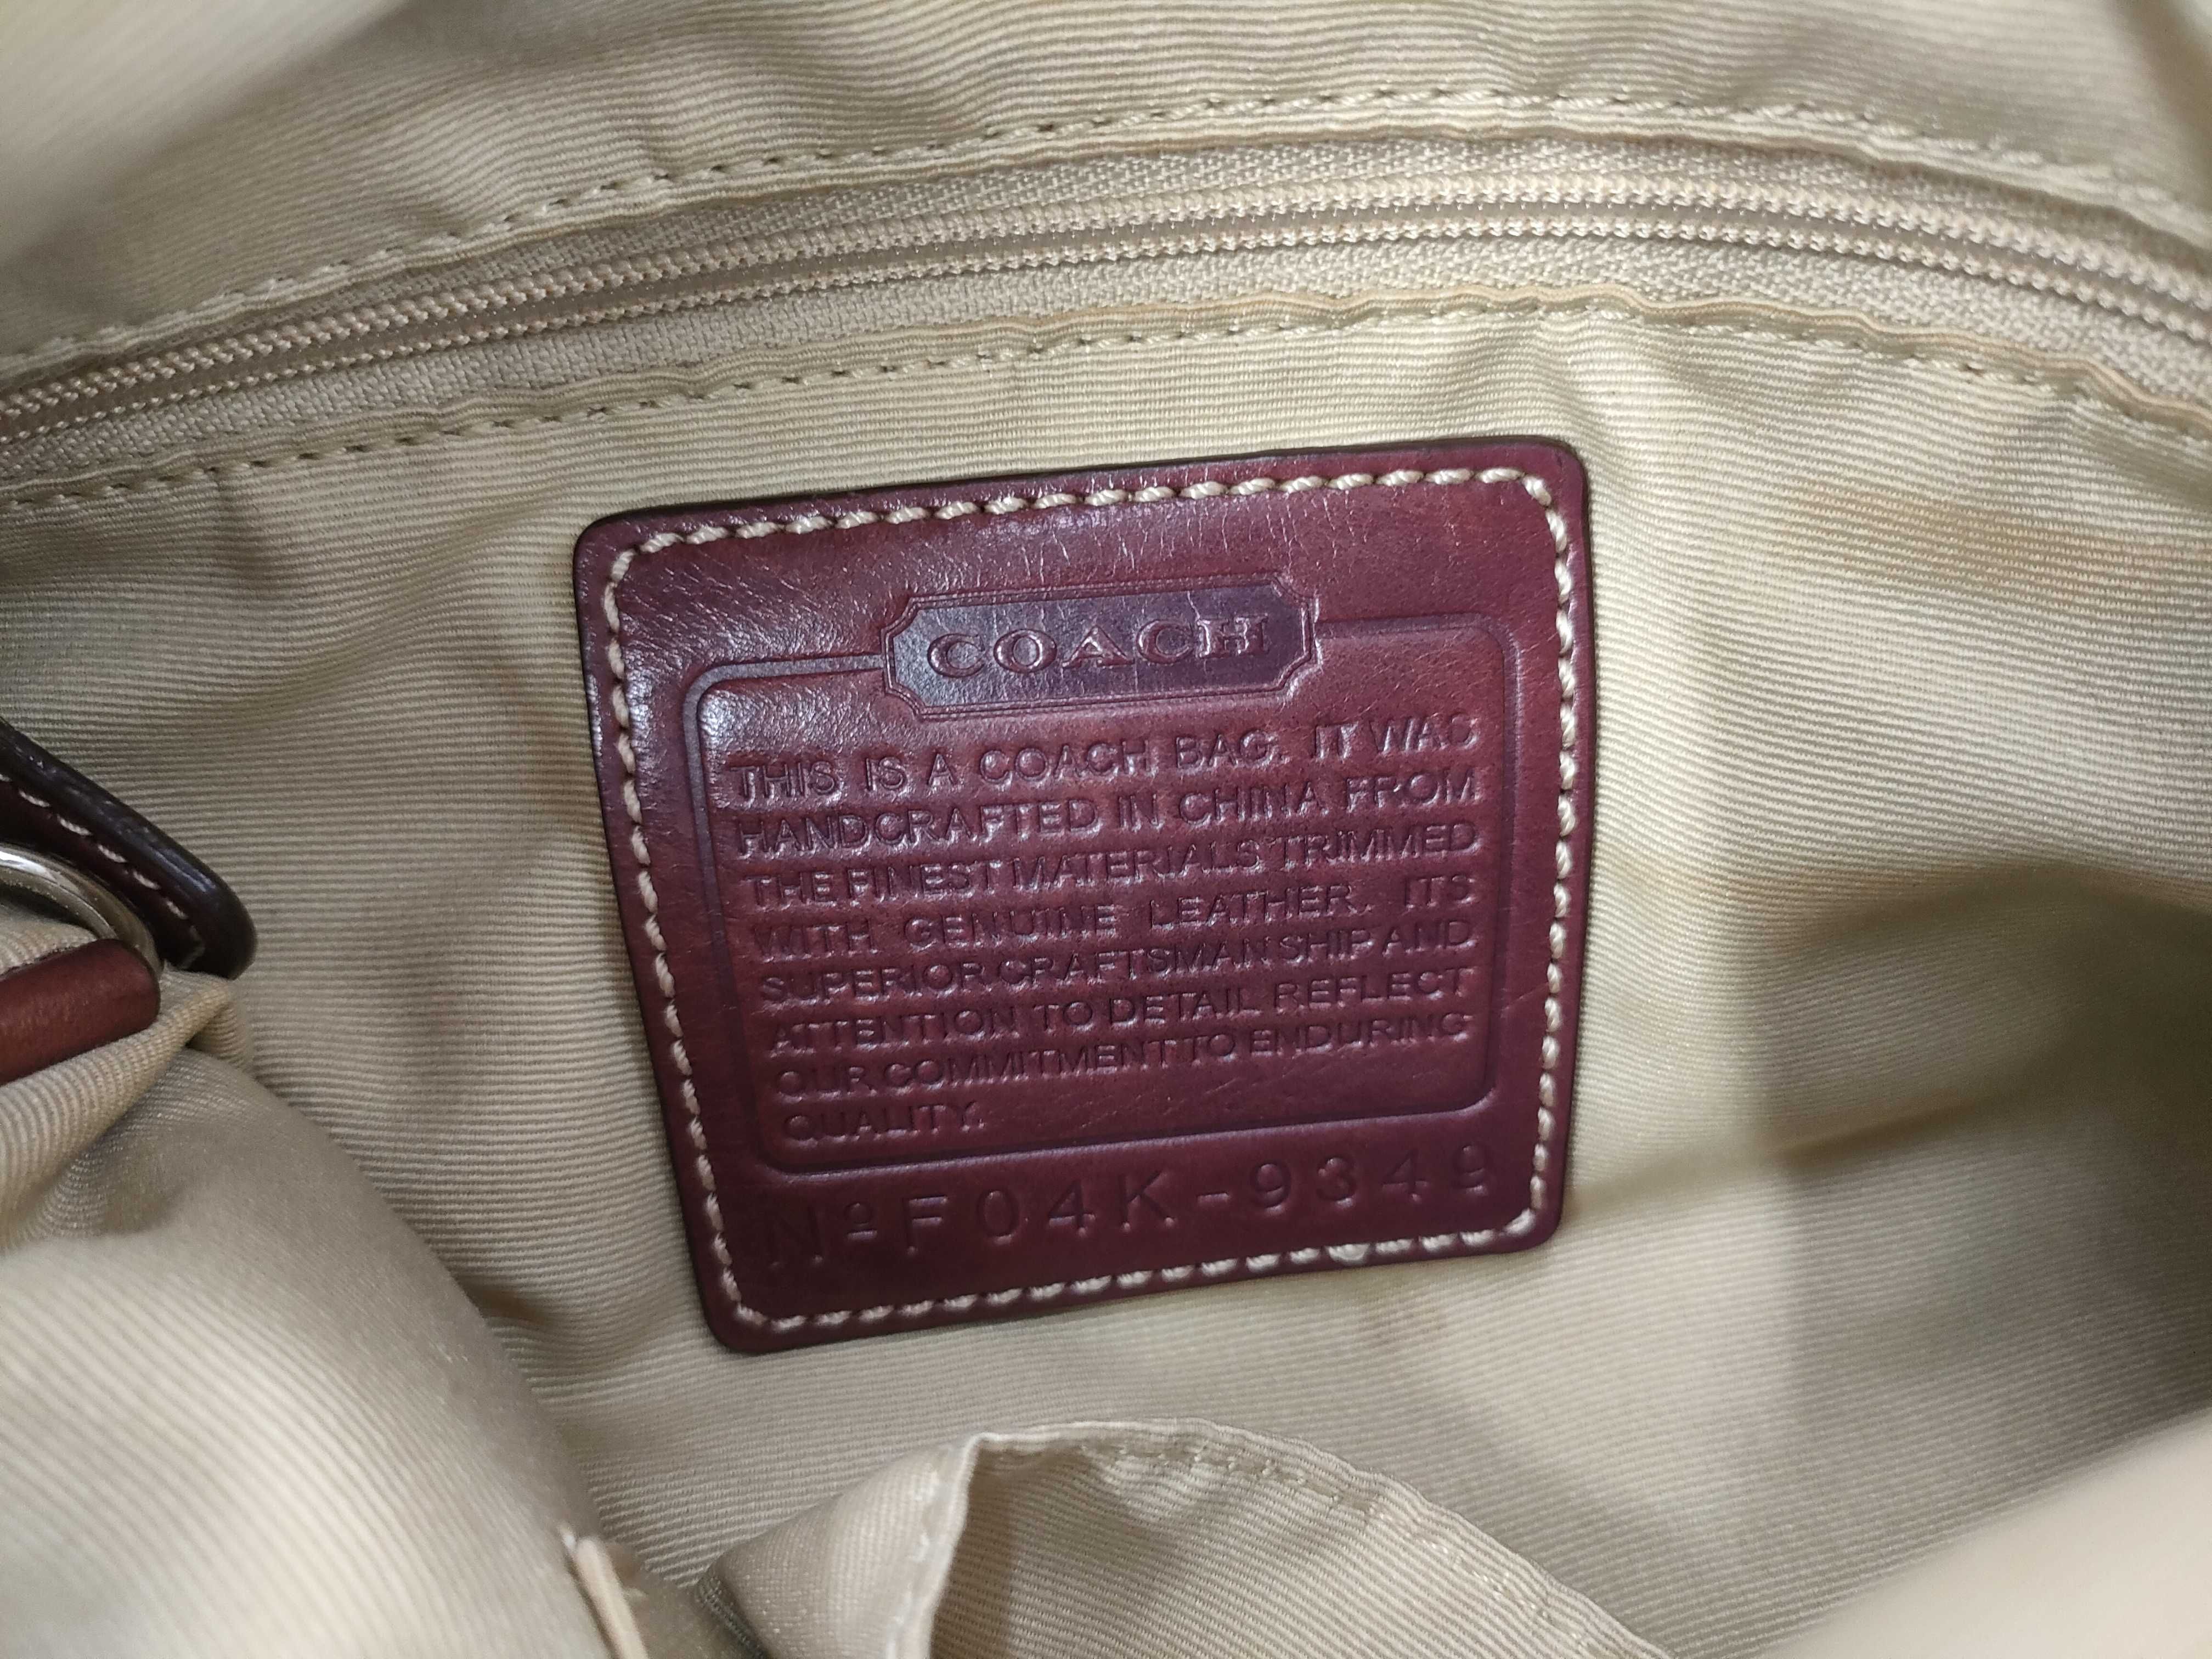 COACH
THIS IS A COACH BAG. IT WAS
HANDCRAFTED IN CHINA FROM
THE FINEST MATERIALS TRIMMED
WITH GENUINE LEATHER. ITS
SUPERIOR CRAFTSMANSHIP AND
ATTENTION TO DETAIL REFLECT
OUR COMMITMENT TO ENDURING
QUALITY.
Nº F04K-9349